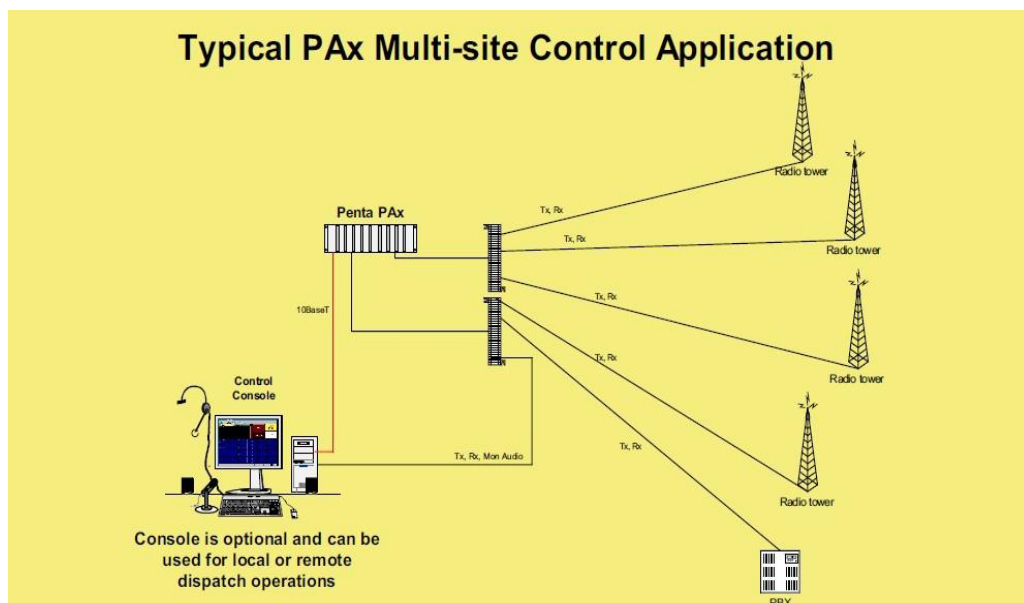 Typical PAx Multi-site Control Application
Radio tower
Penta PAx
Tx, Rx
Tx, Rx
Radio tower
10BaseT
Tx, Rx
Tx, Rx
Radio tower
Control
Console
Tx, Rx
Tx, Rx, Mon Audio
Radio tower
Console is optional and can be
used for local or remote
dispatch operations
PBX